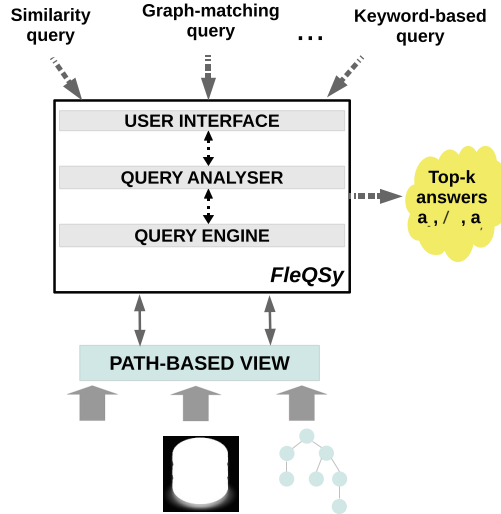 Similarity
query
Graph-matching
query
...
Keyword-based
query
USER INTERFACE
QUERY ANALYSER
QUERY ENGINE
FleQSy
Top-k
answers
a , / , a
PATH-BASED VIEW